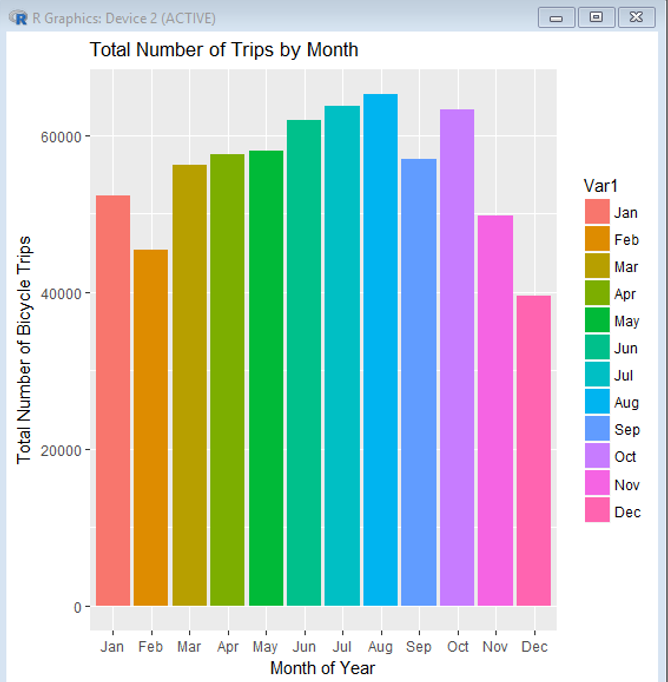 R Graphics: Device 2 (ACTIVE)
Total Number of Trips by Month
Total Number of Bicycle Trips
60000
40000
20000
0
Jan Feb Mar Apr May Jun Jul Aug Sep Oct Nov Dec
Month of Year
Var1
Jan
Feb
Mar
Apr
May
Jun
Jul
Aug
Sep
Oct
Nov
Dec